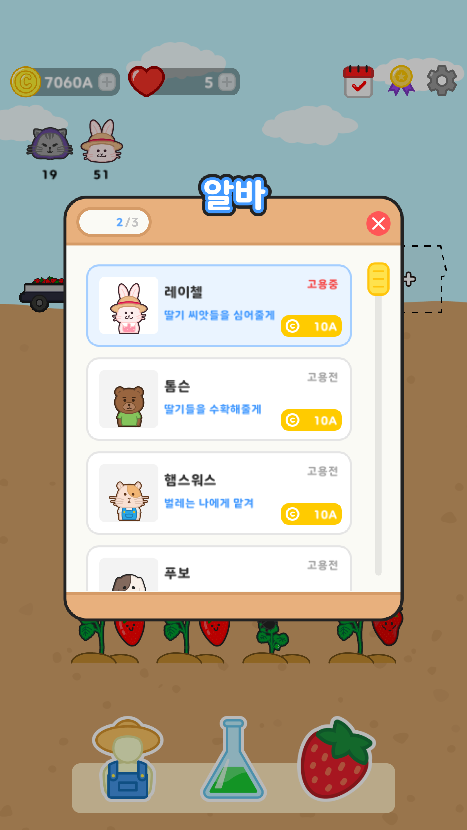 7060A
5
19
51
알바
2/3
레이첼
고용중
딸기 씨앗들을 심어줄게
10A
톰슨
고용전
딸기들을 수확해줄게
10A
햄스워스
고용전
벌레는 나에게 맡겨
10A
푸보
고용전